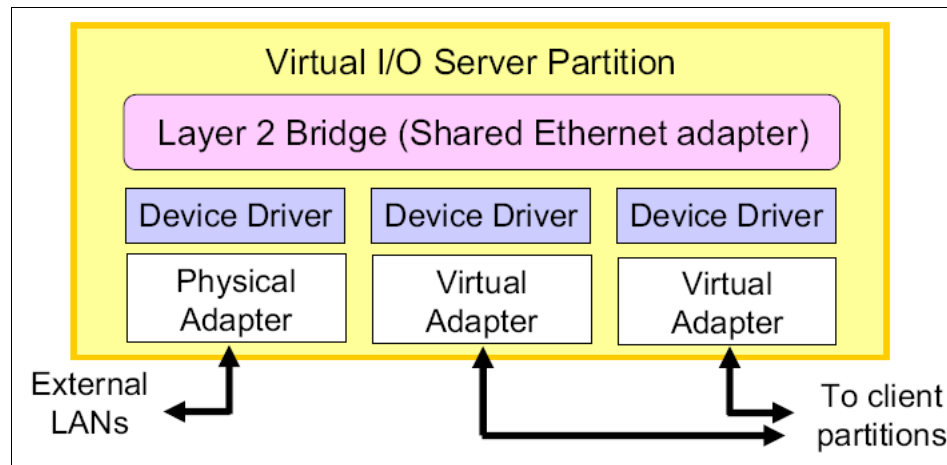 Virtual I/O Server Partition
Layer 2 Bridge (Shared Ethernet adapter)
Device Driver
Device Driver
Device Driver
Physical
Adapter
Virtual
Adapter
Virtual
Adapter
External
LANs
To client
partitions